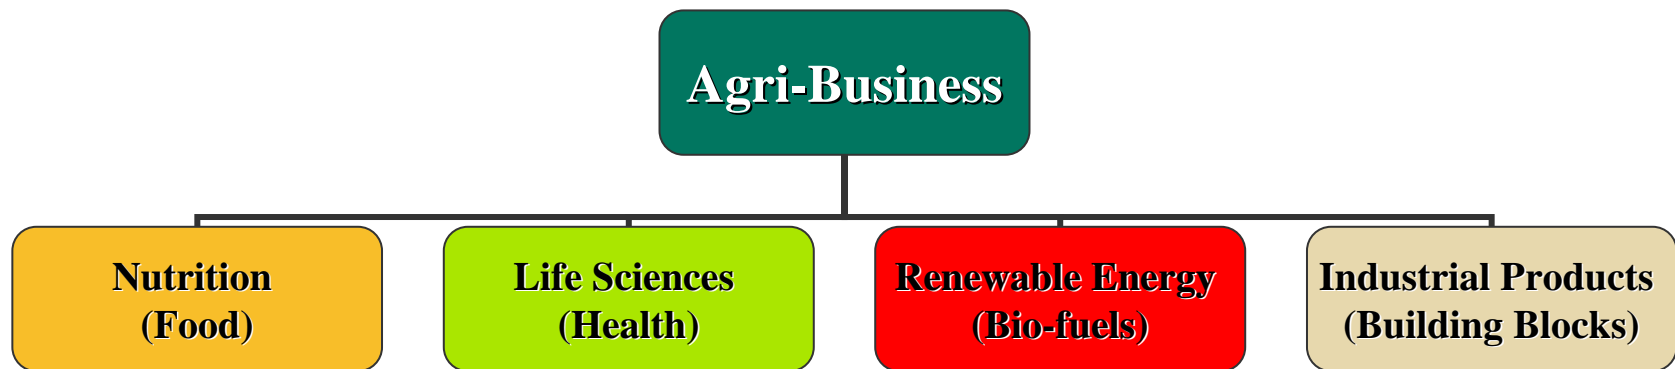 Agri-Business
Nutrition
(Food)
Life Sciences
(Health)
Renewable Energy
(Bio-fuels)
Industrial Products
(Building Blocks)